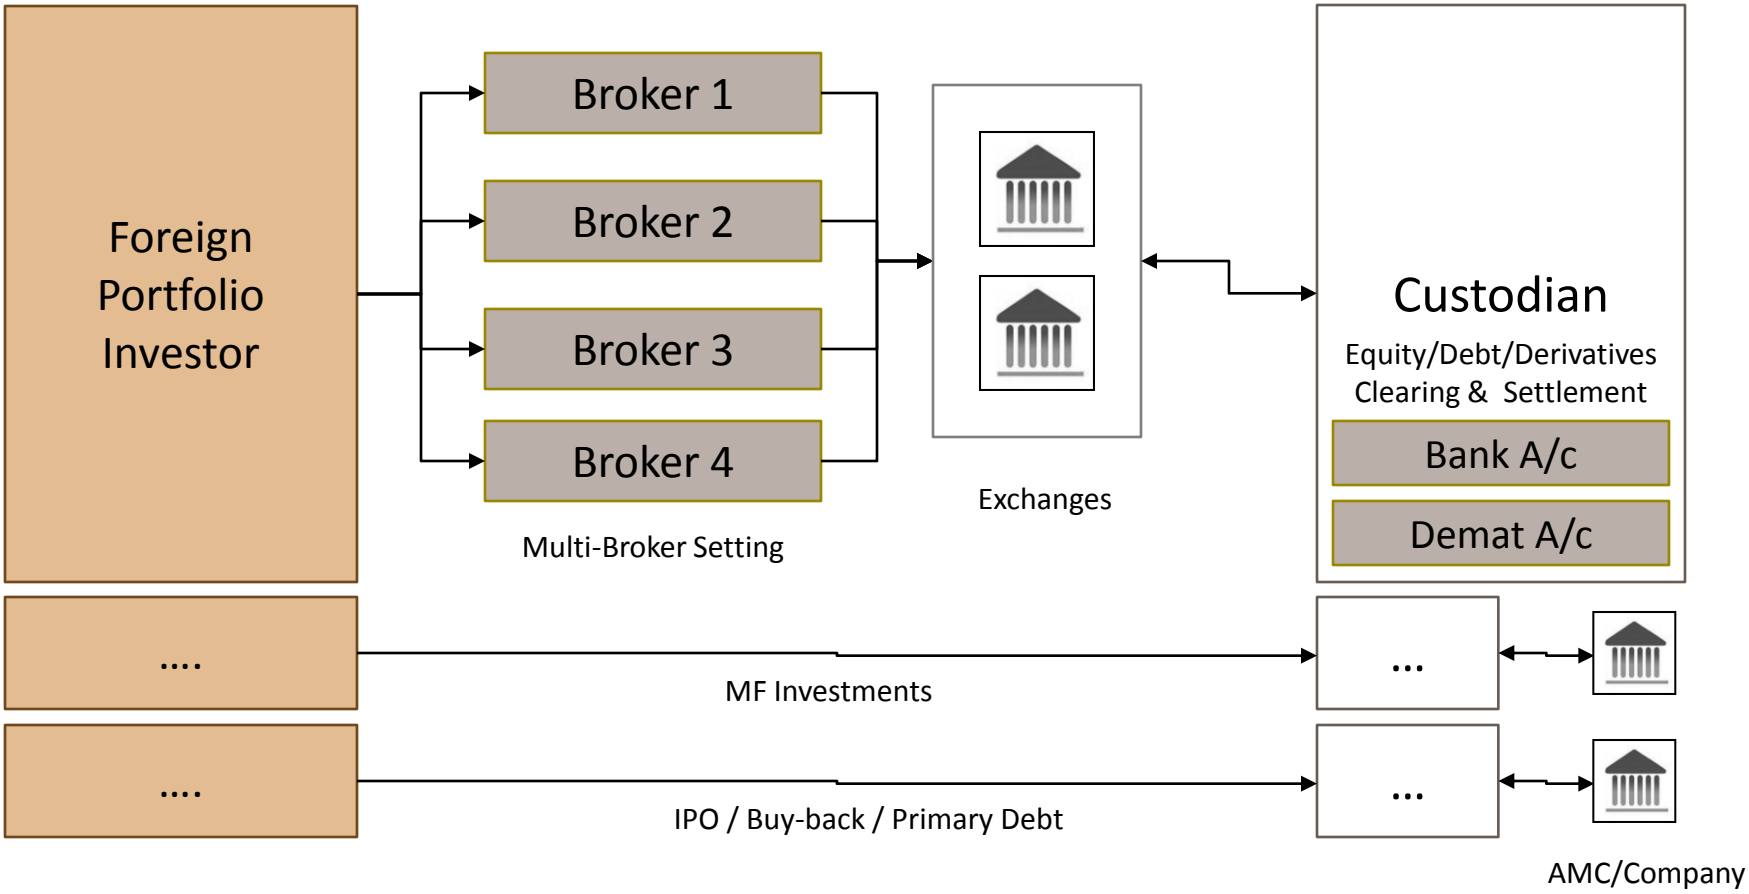 Foreign
Portfolio
Investor
Broker 1
Broker 2
Broker 3
Broker 4
Multi-Broker Setting
Exchanges
Custodian
Equity/Debt/Derivatives
Clearing & Settlement
Bank A/c
Demat A/c
....
MF Investments
...
....
IPO / Buy-back / Primary Debt
...
AMC/Company